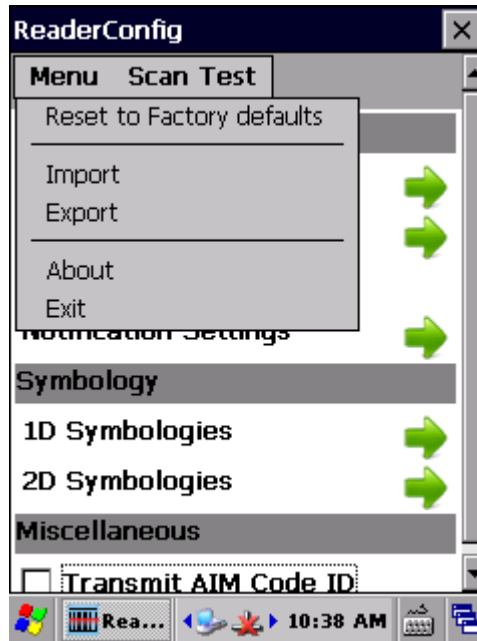 ReaderConfig
Menu Scan Test
Reset to Factory defaults
Import
Export
About
Exit
Notification Settings
Symbology
1D Symbologies
2D Symbologies
Miscellaneous
Transmit AIM Code ID
Rea... 10:38 AM